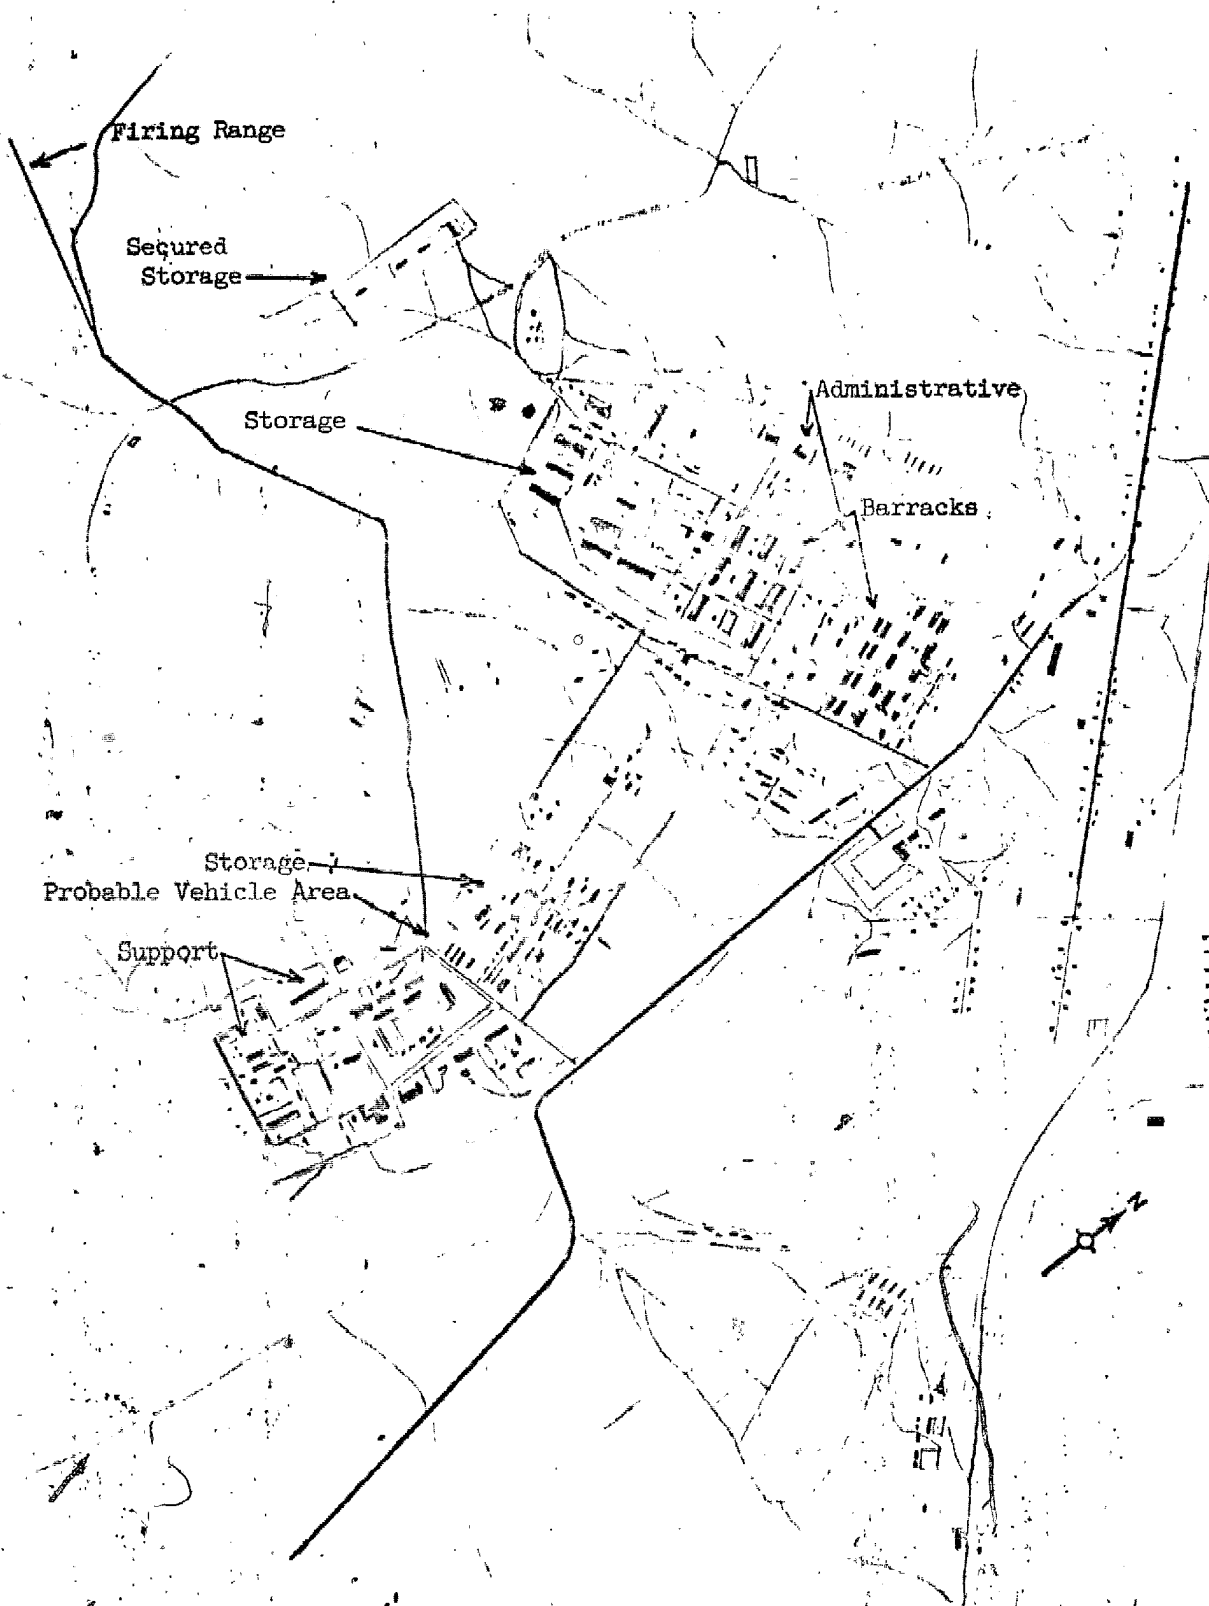 Firing Range
Secured
Storage
Storage
Administrative
Barracks
Storage
Probable Vehicle Area
Support
N